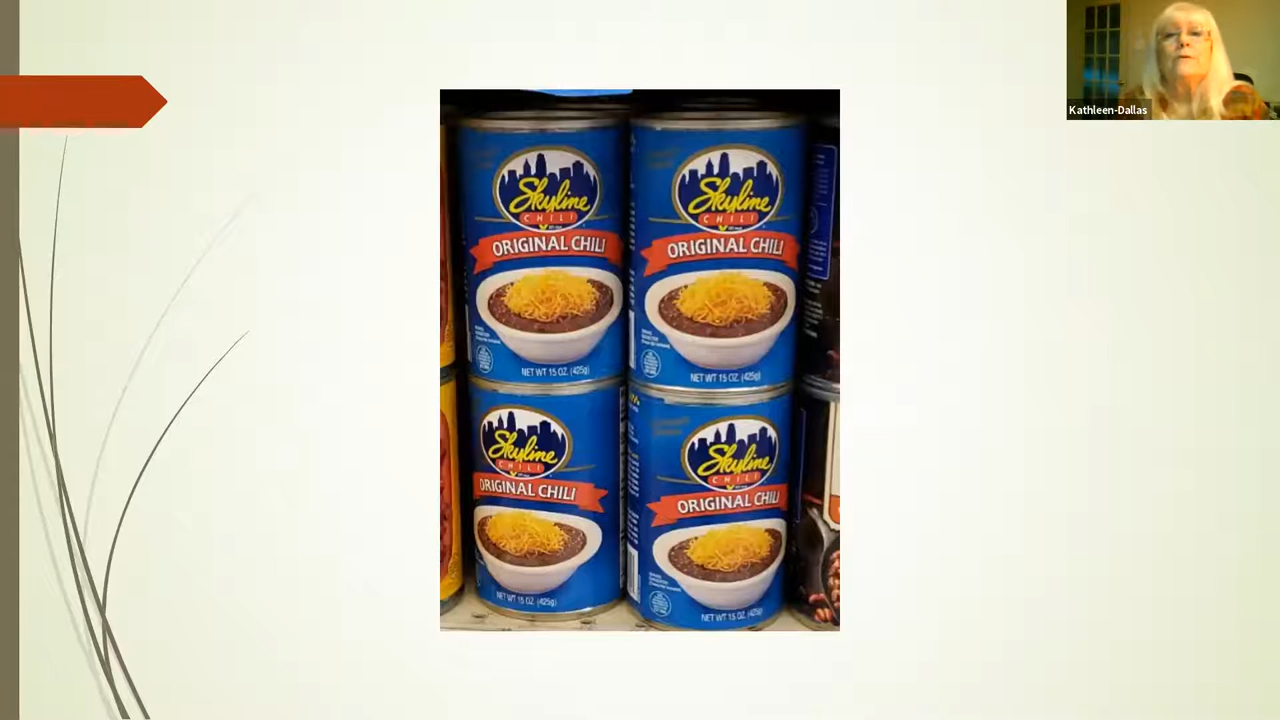 Kathleen-Dallas
Skyline
CHILI
ORIGINAL CHILI
NET WT 15 OZ. (425g)
Skyline
CHILI
ORIGINAL CHILI
NET WT 15 OZ. (425g)
Skyline
CHILI
ORIGINAL CHILI
NET WT 15 OZ. (425g)
Skyline
CHILI
ORIGINAL CHILI
NET WT 15 OZ. (425g)